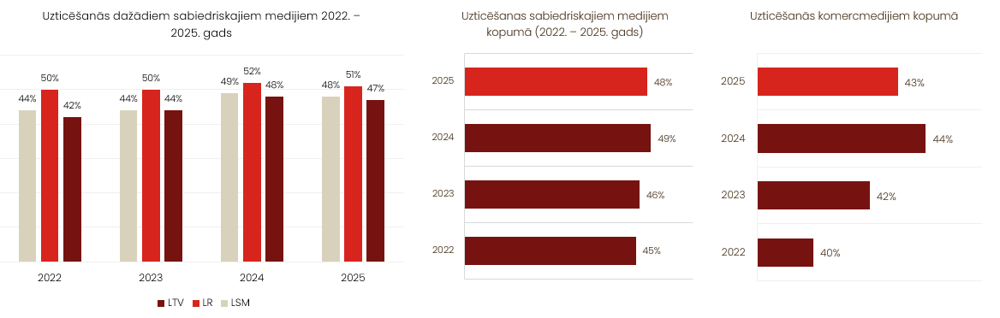 Uzticēšanās dažādiem sabiedriskajiem medijiem 2022. –
2025. gads
44% 50% 42%
44% 50% 44%
49% 52% 48%
48% 51% 47%
2022 2023 2024 2025
LTV LR LSM
Uzticēšanas sabiedriskajiem medijiem
kopumā (2022. – 2025. gads)
2025 48%
2024 49%
2023 46%
2022 45%
Uzticēšanās komercmedijiem kopumā
2025 43%
2024 44%
2023 42%
2022 40%